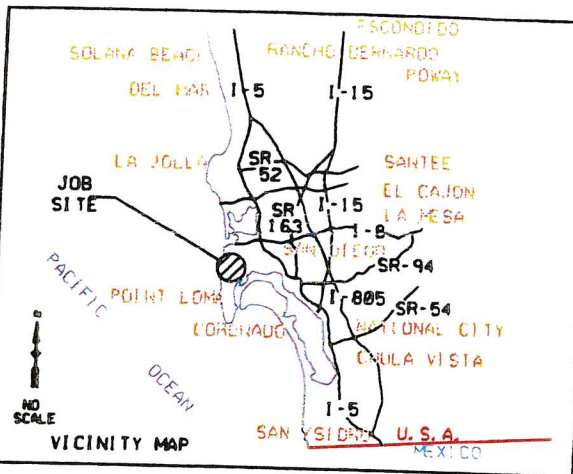 ESCONDIDO
SOLANA BEACH
RANCHO BERNARDO
POWAY
DEL MAR
I-5
I-15
LA JOLLA
SR
52
SANTEE
JOB
SITE
SR
163
I-15
EL CAJON
LA MESA
I-8
SAN DIEGO
SR-94
PACIFIC
OCEAN
POINT LOMA
I-805
SR-54
CORONADO
NATIONAL CITY
CHULA VISTA
NO
SCALE
I-5
SAN YSIDRO
U.S.A.
MEXICO
VICINITY MAP